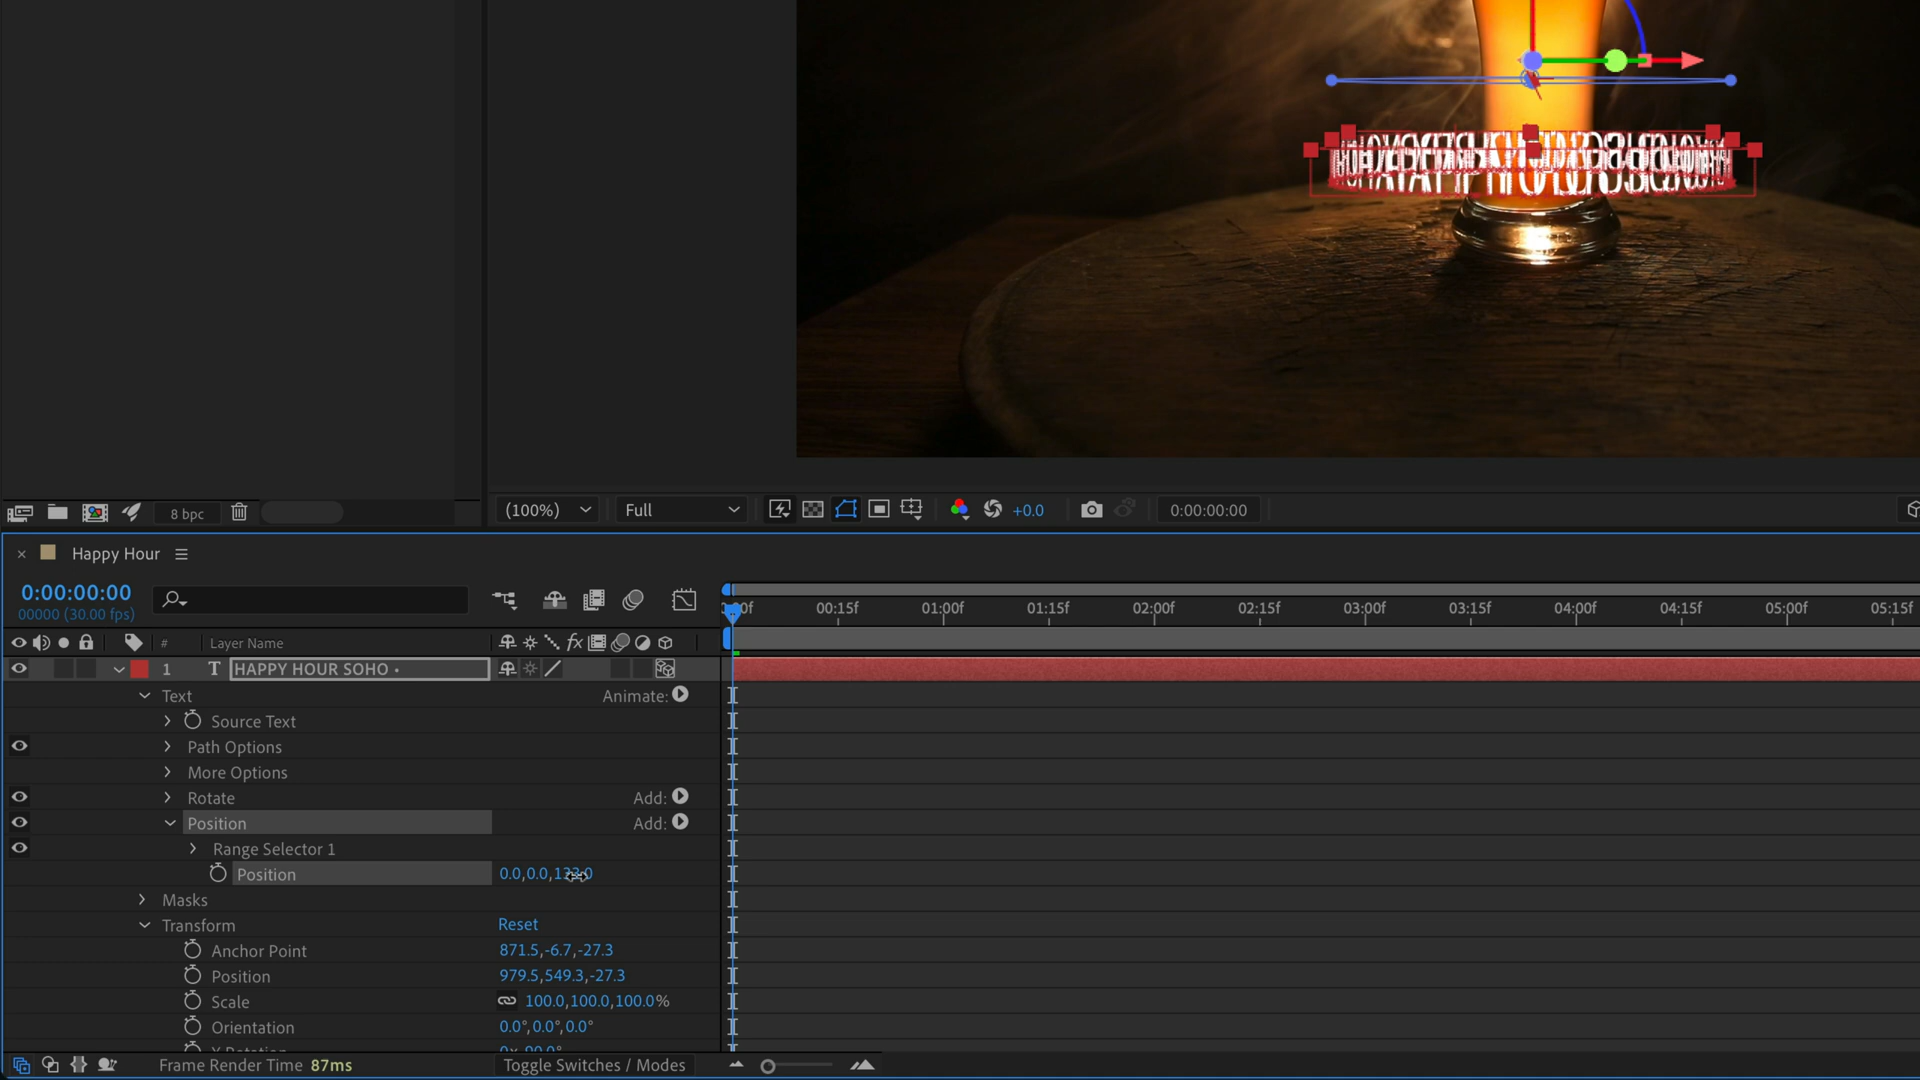 8 bpc
(100%)
Full
+0.0
0:00:00:00
× Happy Hour
0:00:00:00
00000 (30.00 fps)
00:15f 01:00f 01:15f 02:00f 02:15f 03:00f 03:15f 04:00f 04:15f 05:00f 05:15f
# Layer Name
fx
1 T HAPPY HOUR SOHO •
Text Animate:
Source Text
Path Options
More Options
Rotate Add:
Position Add:
Range Selector 1
Position 0.0,0.0,
Masks
Transform Reset
Anchor Point 871.5,-6.7,-27.3
Position 979.5,549.3,-27.3
Scale 100.0,100.0,100.0%
Orientation 0.0°,0.0°,0.0°
Frame Render Time 87ms
Toggle Switches / Modes